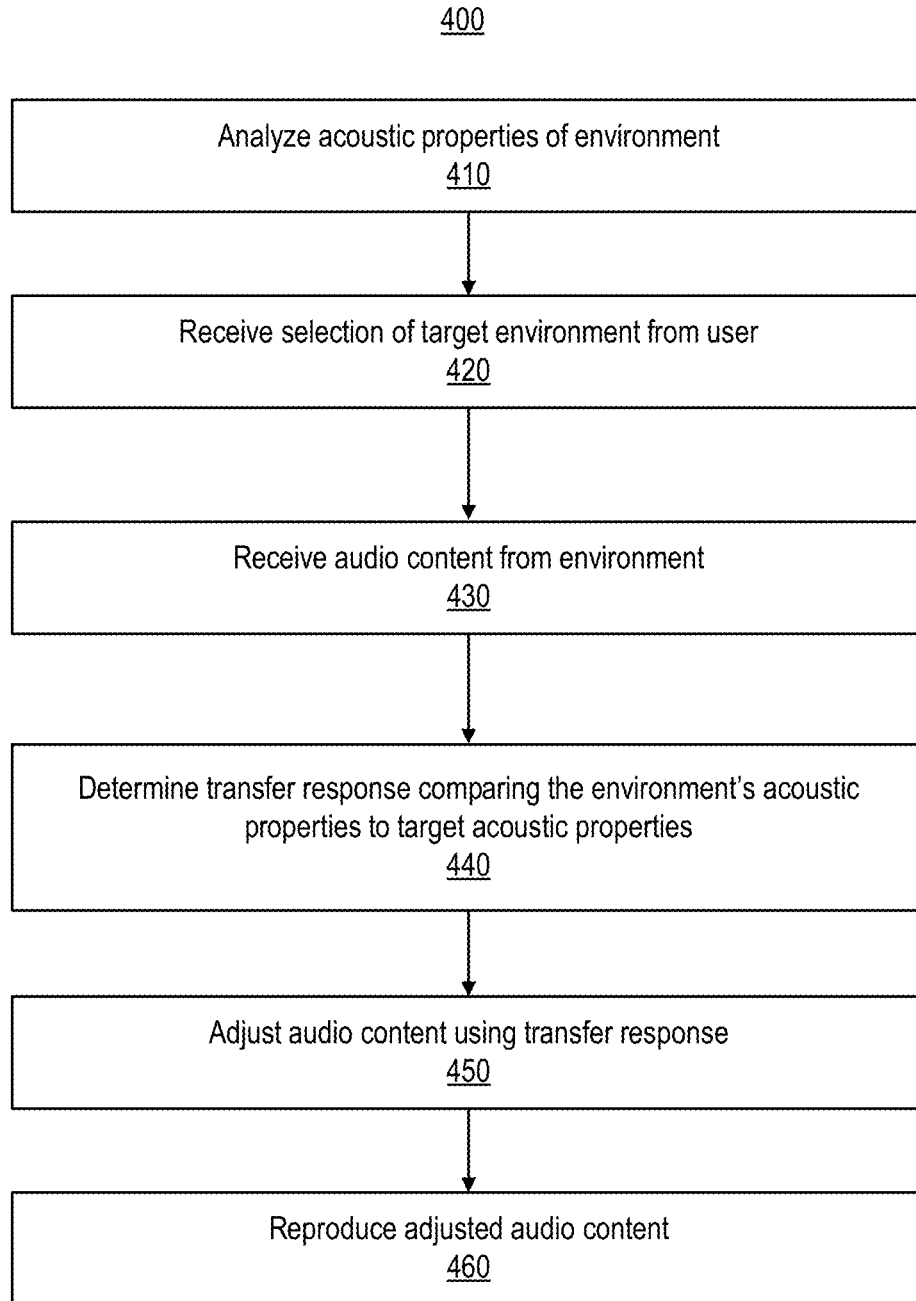 400
Analyze acoustic properties of environment
410
Receive selection of target environment from user
420
Receive audio content from environment
430
Determine transfer response comparing the environment’s acoustic
properties to target acoustic properties
440
Adjust audio content using transfer response
450
Reproduce adjusted audio content
460